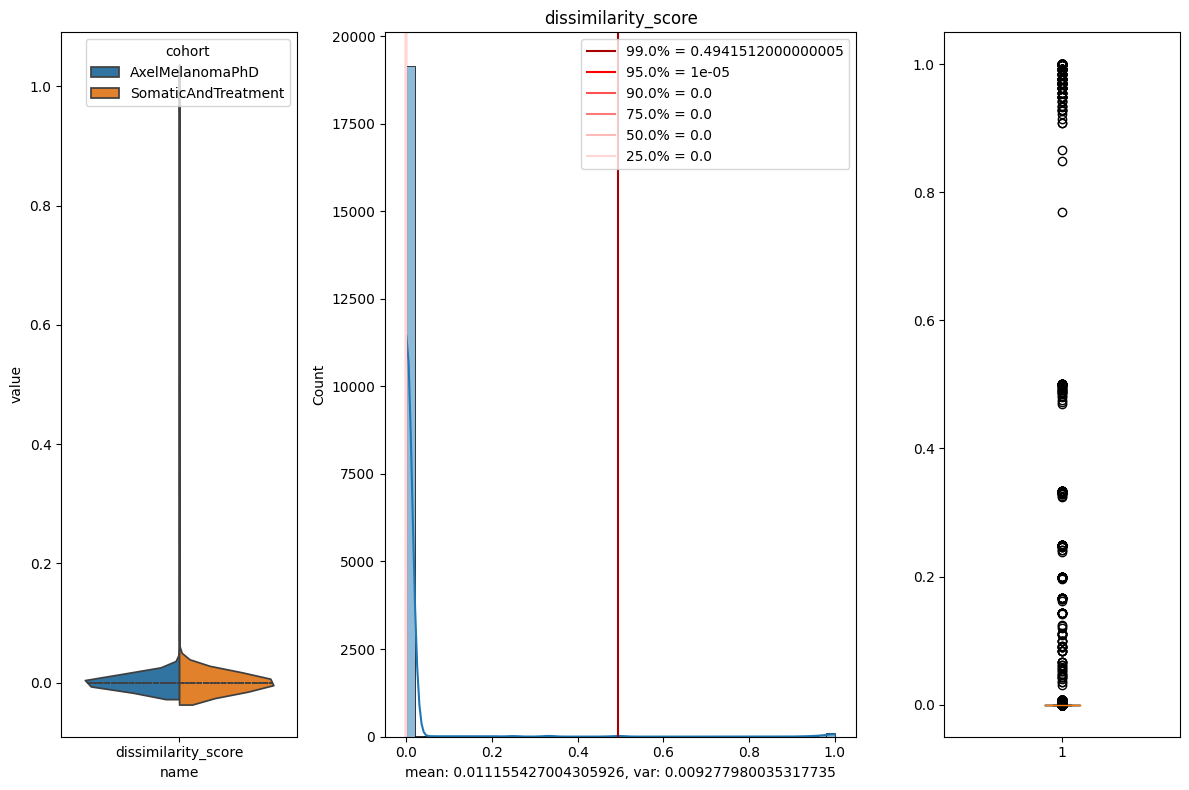 dissimilarity_score
cohort
AxelMelanomaPhD
SomaticAndTreatment
1.0
0.8
0.6
0.4
0.2
0.0
value
dissimilarity_score
name
20000
17500
15000
12500
10000
7500
5000
2500
0
Count
99.0% = 0.4941512000000005
95.0% = 1e-05
90.0% = 0.0
75.0% = 0.0
50.0% = 0.0
25.0% = 0.0
0.0 0.2 0.4 0.6 0.8 1.0
mean: 0.011155427004305926, var: 0.009277980035317735
1.0
0.8
0.6
0.4
0.2
0.0
1